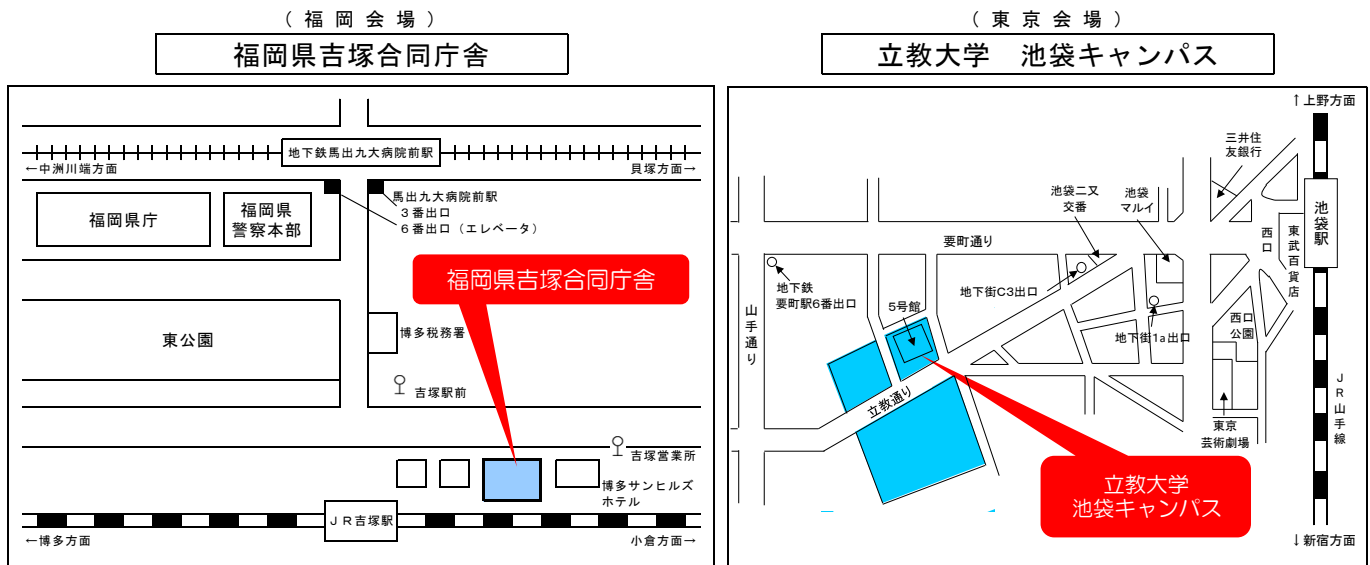 （福岡会場）
福岡県吉塚合同庁舎
地下鉄馬出九大病院前駅
←中洲川端方面
貝塚方面→
福岡県庁
福岡県
警察本部
馬出九大病院前駅
３番出口
６番出口（エレベータ）
福岡県吉塚合同庁舎
東公園
博多税務署
吉塚駅前
吉塚営業所
博多サンヒルズ
ホテル
ＪＲ吉塚駅
←博多方面
小倉方面→
（東京会場）
立教大学　池袋キャンパス
↑上野方面
三井住
友銀行
池袋二又
交番
池袋
マルイ
池袋駅
西口
東武百貨店
要町通り
地下鉄
要町駅6番出口
地下街C3出口
5号館
山手通り
地下街1a出口
西口
公園
立教通り
ＪＲ山手線
東京
芸術劇場
立教大学
池袋キャンパス
↓新宿方面